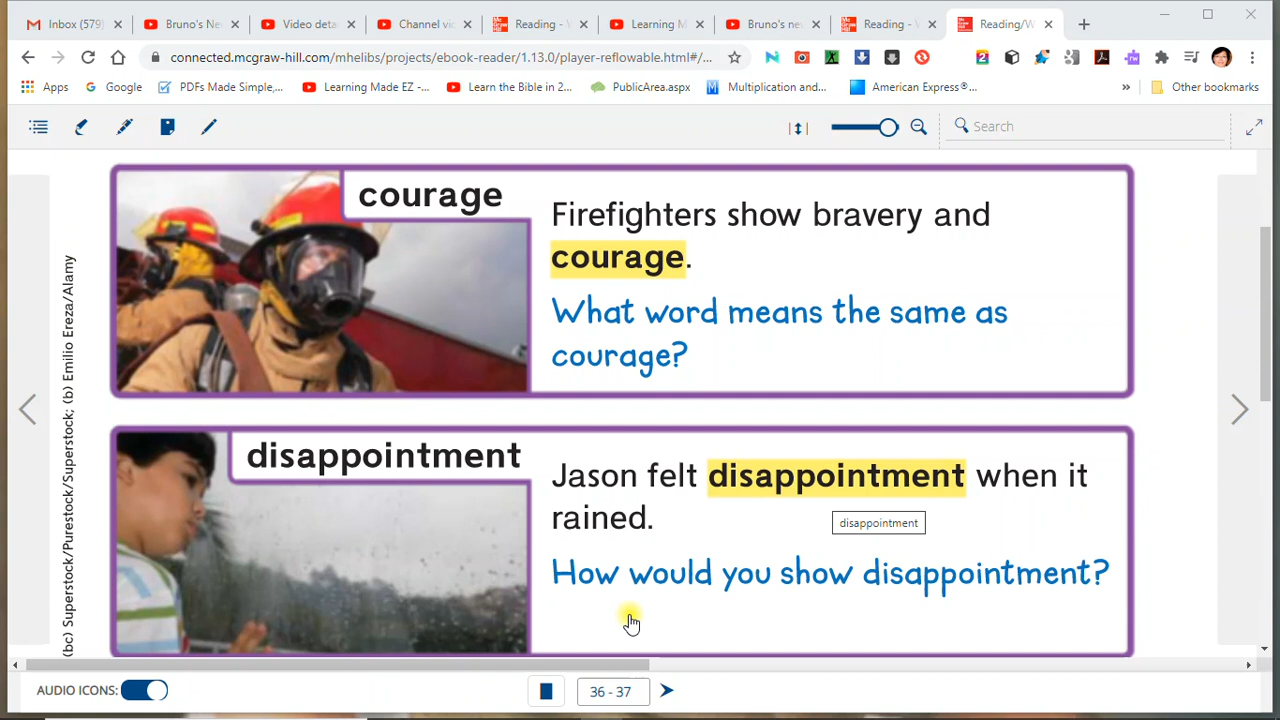 Inbox (579)
Bruno's Ne
Video deta
Channel vi
Reading - V
Learning M
Bruno's nev
Reading - V
Reading/W
connected.mcgraw-hill.com/mhelibs/projects/ebook-reader/1.13.0/player-reflowable.html#/...
Apps
Google
PDFs Made Simple,...
Learning Made EZ -...
Learn the Bible in 2...
PublicArea.aspx
Multiplication and...
American Express®...
»
Other bookmarks
Search
courage
Firefighters show bravery and
courage.
What word means the same as
courage?
(bc) Superstock/Purestock/Superstock; (b) Emilio Ereza/Alamy
disappointment
Jason felt disappointment when it
rained.
disappointment
How would you show disappointment?
AUDIO ICONS:
36 - 37